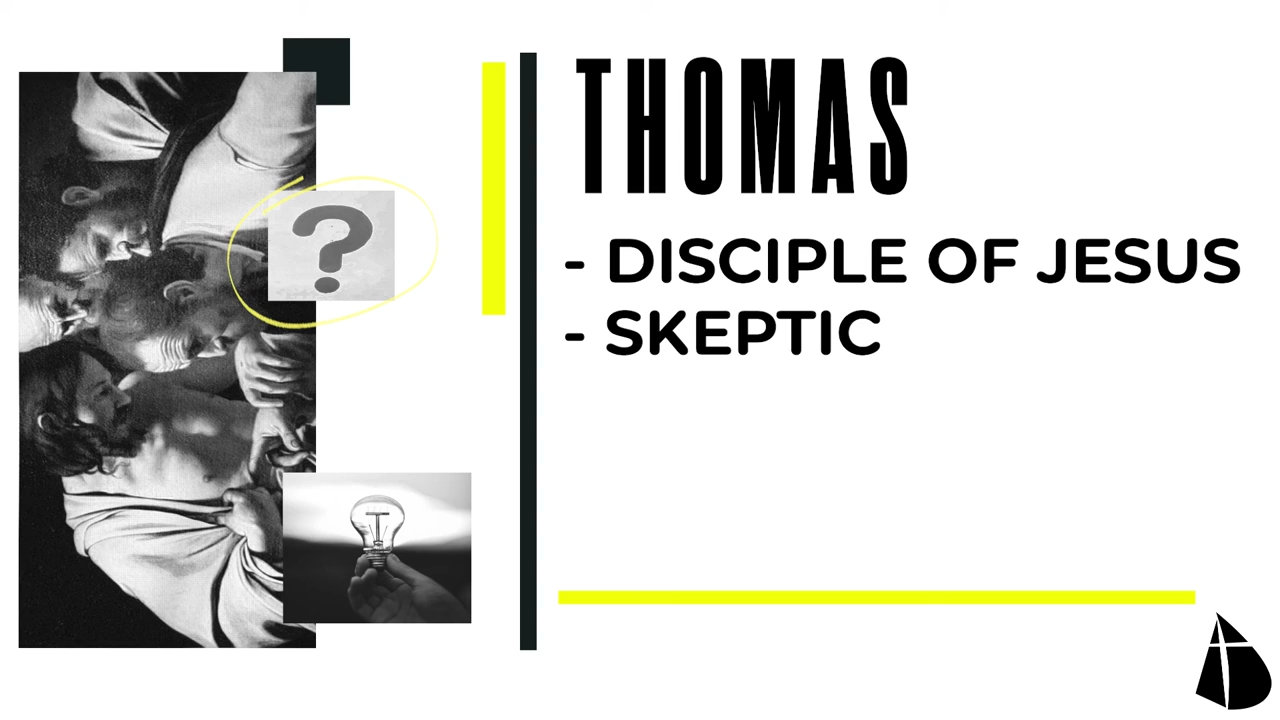 THOMAS
- DISCIPLE OF JESUS
- SKEPTIC
?